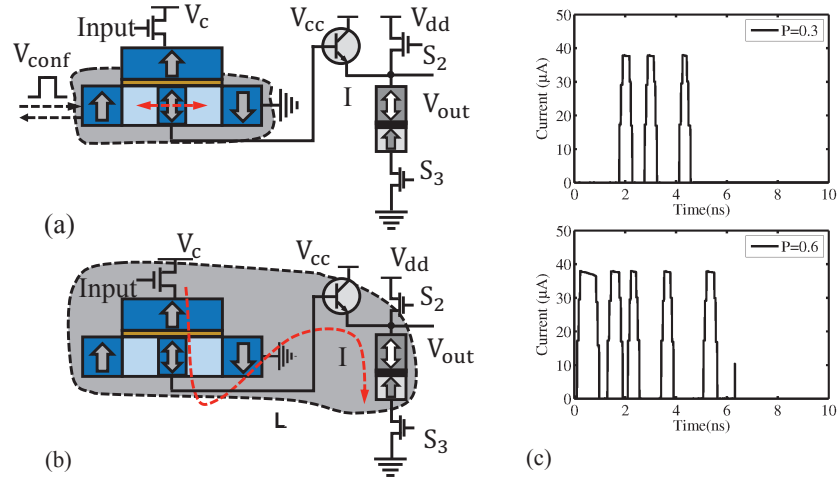 Input
V_c
V_cc
V_dd
V_conf
S_2
I
V_out
S_3
(a)
V_c
V_cc
V_dd
Input
S_2
I
V_out
L
S_3
(b)
50
40
30
20
10
0
Current (μA)
P=0.3
0 2 4 6 8 10
Time(ns)
50
40
30
20
10
0
Current (μA)
P=0.6
0 2 4 6 8 10
Time(ns)
(c)